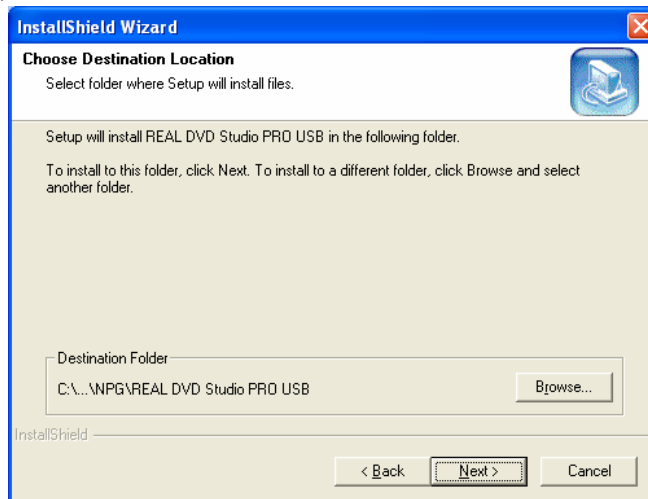 InstallShield Wizard
Choose Destination Location
Select folder where Setup will install files.
Setup will install REAL DVD Studio PRO USB in the following folder.
To install to this folder, click Next. To install to a different folder, click Browse and select
another folder.
Destination Folder
C:\...\NPG\REAL DVD Studio PRO USB
Browse...
InstallShield
< Back
Next >
Cancel